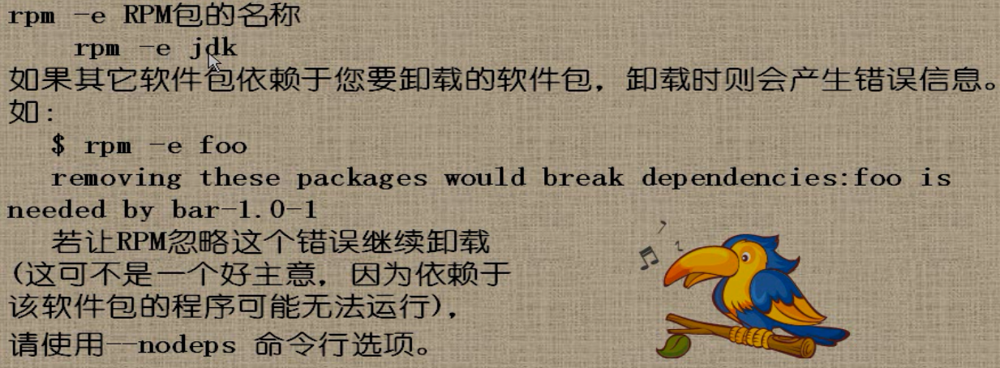 rpm -e RPM包的名称
rpm -e jdk
如果其它软件包依赖于您要卸载的软件包，卸载时则会产生错误信息。
如：
$ rpm -e foo
removing these packages would break dependencies:foo is
needed by bar-1.0-1
若让RPM忽略这个错误继续卸载
(这可不是一个好主意，因为依赖于
该软件包的程序可能无法运行)，
请使用--nodeps 命令行选项。